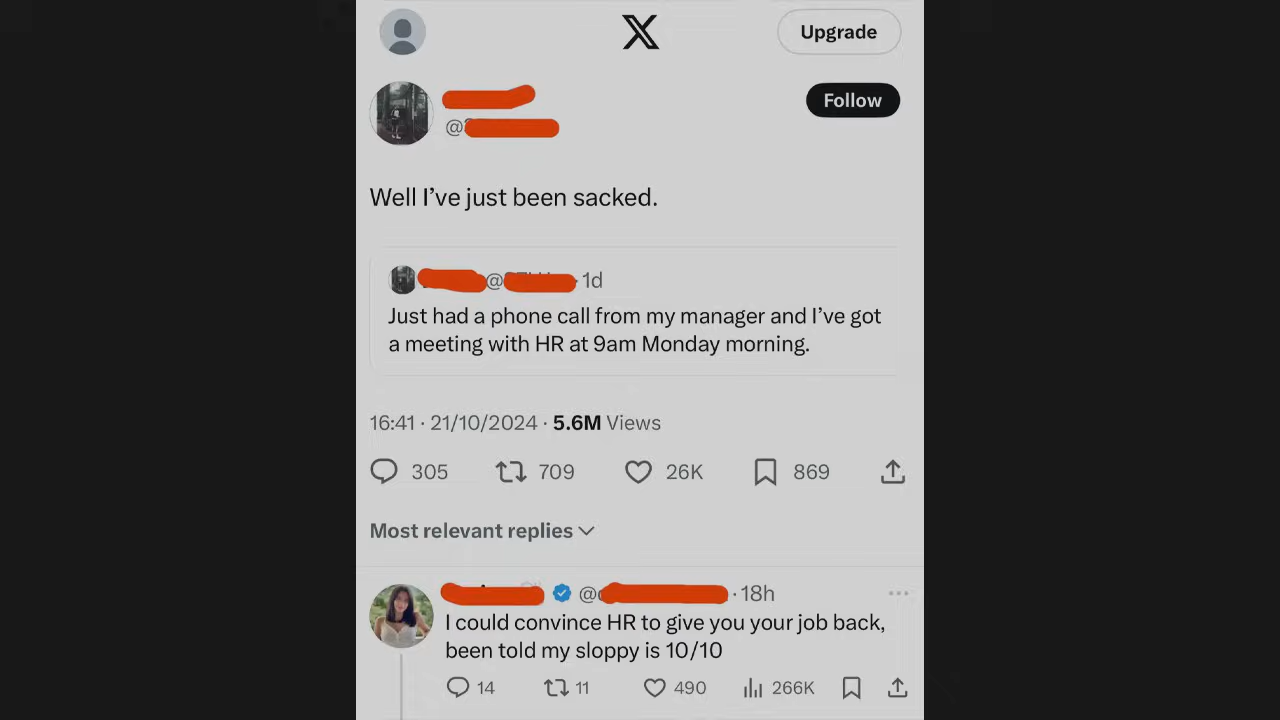 Upgrade
@
Follow
Well I've just been sacked.
@ · 1d
Just had a phone call from my manager and I've got
a meeting with HR at 9am Monday morning.
16:41 · 21/10/2024 · 5.6M Views
305 709 26K 869
Most relevant replies
@ · 18h
I could convince HR to give you your job back,
been told my sloppy is 10/10
14 11 490 266K